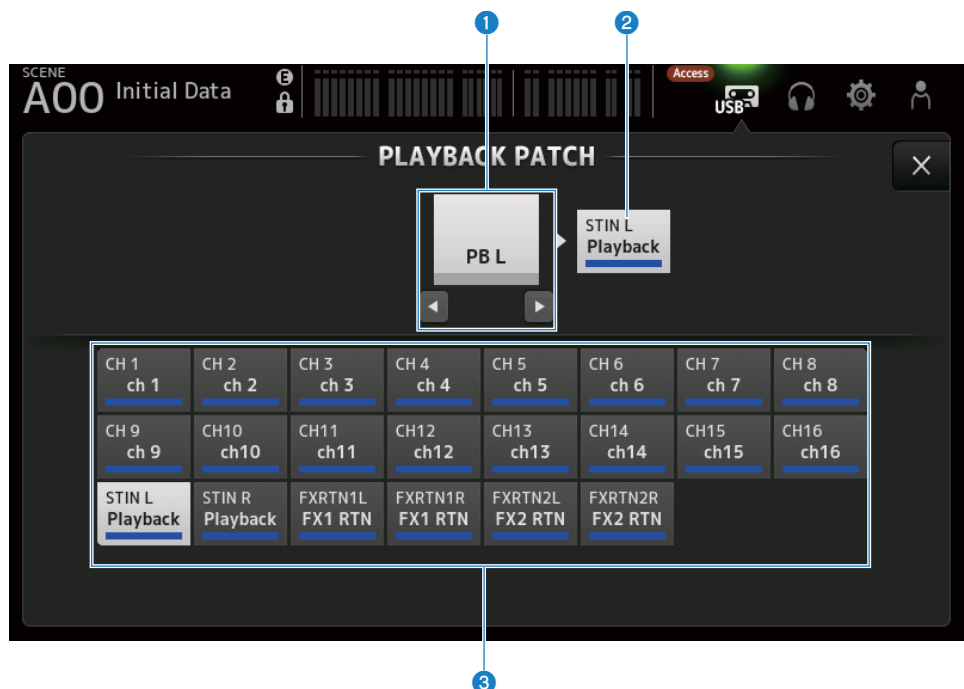 1
2
SCENE
A00 Initial Data
E
Access
USB
PLAYBACK PATCH
PB L
STIN L
Playback
CH 1
ch 1
CH 2
ch 2
CH 3
ch 3
CH 4
ch 4
CH 5
ch 5
CH 6
ch 6
CH 7
ch 7
CH 8
ch 8
CH 9
ch 9
CH10
ch10
CH11
ch11
CH12
ch12
CH13
ch13
CH14
ch14
CH15
ch15
CH16
ch16
STIN L
Playback
STIN R
Playback
FXRTN1L
FX1 RTN
FXRTN1R
FX1 RTN
FXRTN2L
FX2 RTN
FXRTN2R
FX2 RTN
3